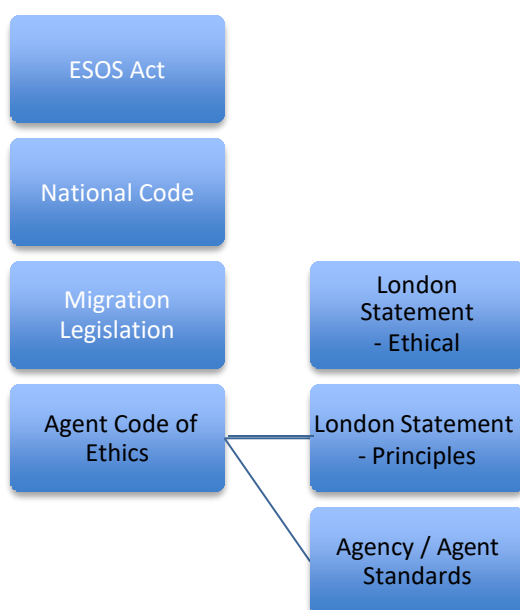 ESOS Act
National Code
Migration
Legislation
Agent Code of
Ethics
London
Statement
- Ethical
London Statement
- Principles
Agency / Agent
Standards